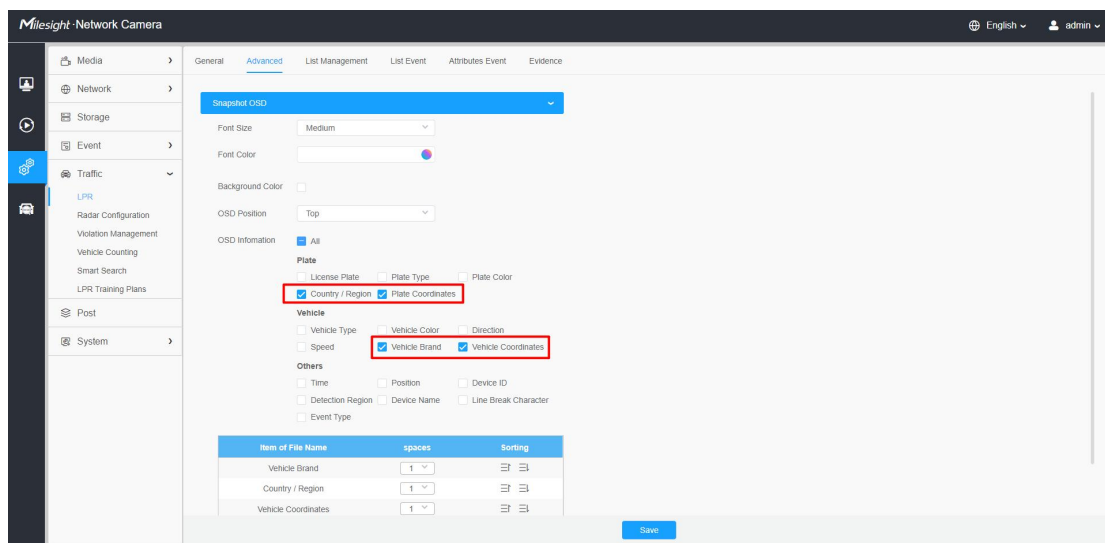 Milesight · Network Camera
English
admin
Media
Network
Storage
Event
Traffic
LPR
Radar Configuration
Violation Management
Vehicle Counting
Smart Search
LPR Training Plans
Post
System
General Advanced List Management List Event Attributes Event Evidence
Snapshot OSD
Font Size Medium
Font Color
Background Color
OSD Position Top
OSD Infomation All
Plate
License Plate Plate Type Plate Color
Country / Region Plate Coordinates
Vehicle
Vehicle Type Vehicle Color Direction
Speed Vehicle Brand Vehicle Coordinates
Others
Time Position Device ID
Detection Region Device Name Line Break Character
Event Type
Item of File Name spaces Sorting
Vehicle Brand 1
Country / Region 1
Vehicle Coordinates 1
Save